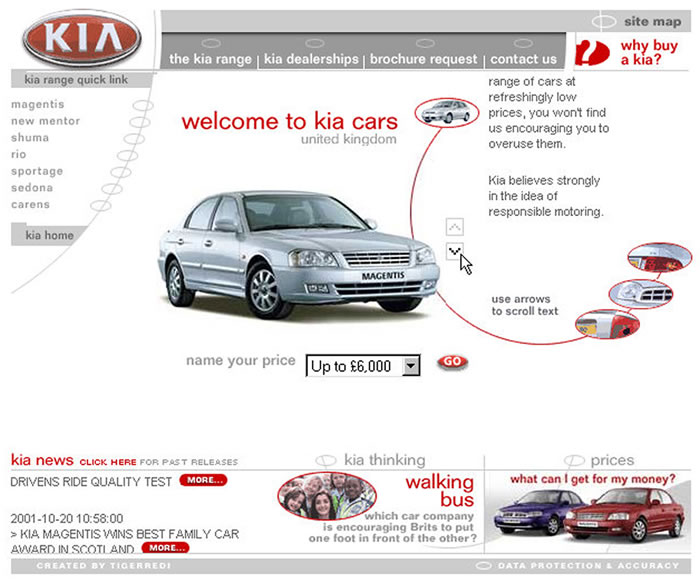 KIA
site map
the kia range
kia dealerships
brochure request
contact us
why buy
a kia?
kia range quick link
magentis
new mentor
shuma
rio
sportage
sedona
carens
kia home
welcome to kia cars
united kingdom
range of cars at
refreshingly low
prices, you won't find
us encouraging you to
overuse them.
Kia believes strongly
in the idea of
responsible motoring.
MAGENTIS
use arrows
to scroll text
name your price
Up to £6,000
GO
kia news CLICK HERE FOR PAST RELEASES
DRIVENS RIDE QUALITY TEST MORE...
2001-10-20 10:58:00
> KIA MAGENTIS WINS BEST FAMILY CAR
AWARD IN SCOTLAND MORE...
kia thinking
walking
bus
which car company
is encouraging Brits to put
one foot in front of the other?
prices
what can I get for my money?
CREATED BY TIGERREDI
DATA PROTECTION & ACCURACY